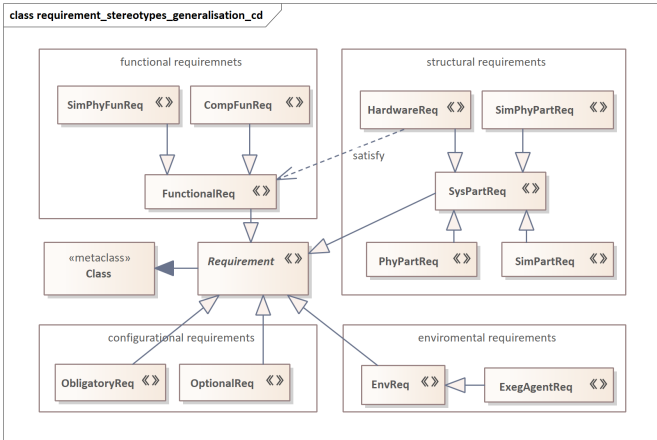 class requirement_stereotypes_generalisation_cd
functional requiremnets
SimPhyFunReq «»
CompFunReq «»
FunctionalReq «»
structural requirements
HardwareReq «»
SimPhyPartReq «»
satisfy
SysPartReq «»
PhyPartReq «»
SimPartReq «»
«metaclass»
Class
Requirement «»
configurational requirements
ObligatoryReq «»
OptionalReq «»
enviromental requirements
EnvReq «»
ExegAgentReq «»